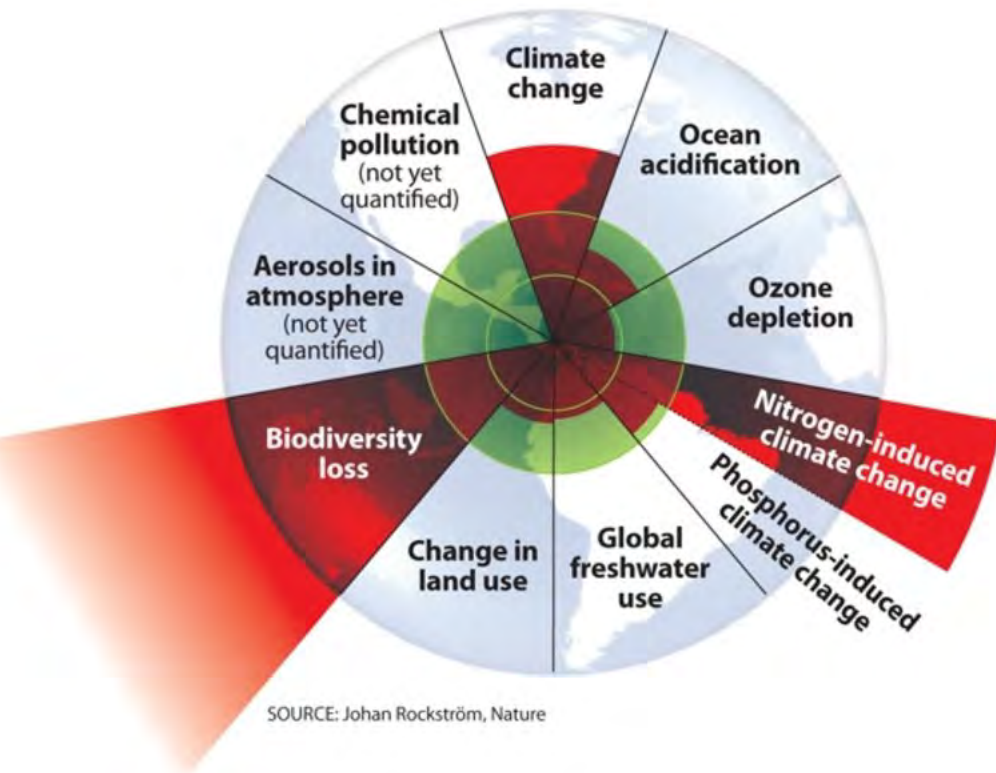 Climate
change
Chemical
pollution
(not yet
quantified)
Ocean
acidification
Aerosols in
atmosphere
(not yet
quantified)
Ozone
depletion
Nitrogen-induced
climate change
Phosphorus-induced
climate change
Biodiversity
loss
Change in
land use
Global
freshwater
use
SOURCE: Johan Rockström, Nature